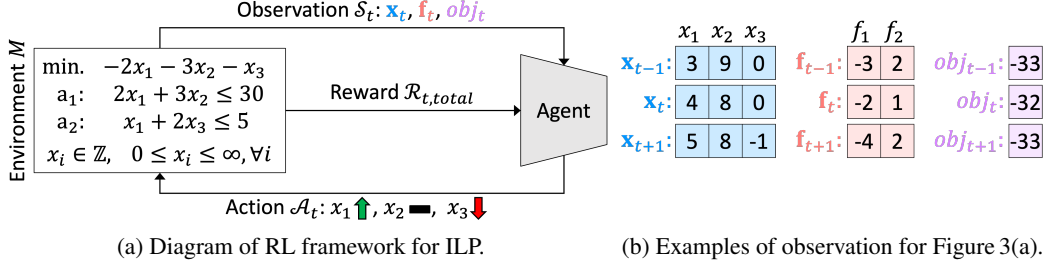 Observation 𝒮ₜ: 𝐱ₜ, 𝐟ₜ, objₜ
Environment M
min. −2x₁ − 3x₂ − x₃
a₁: 2x₁ + 3x₂ ≤ 30
a₂: x₁ + 2x₃ ≤ 5
xᵢ ∈ ℤ, 0 ≤ xᵢ ≤ ∞, ∀i
Reward ℛₜ,ₜₒₜₐₗ
Agent
Action 𝒜ₜ: x₁, x₂, x₃
(a) Diagram of RL framework for ILP.
x₁ x₂ x₃ f₁ f₂
𝐱ₜ₋₁: 3 9 0 𝐟ₜ₋₁: -3 2 objₜ₋₁: -33
𝐱ₜ: 4 8 0 𝐟ₜ: -2 1 objₜ: -32
𝐱ₜ₊₁: 5 8 -1 𝐟ₜ₊₁: -4 2 objₜ₊₁: -33
(b) Examples of observation for Figure 3(a).